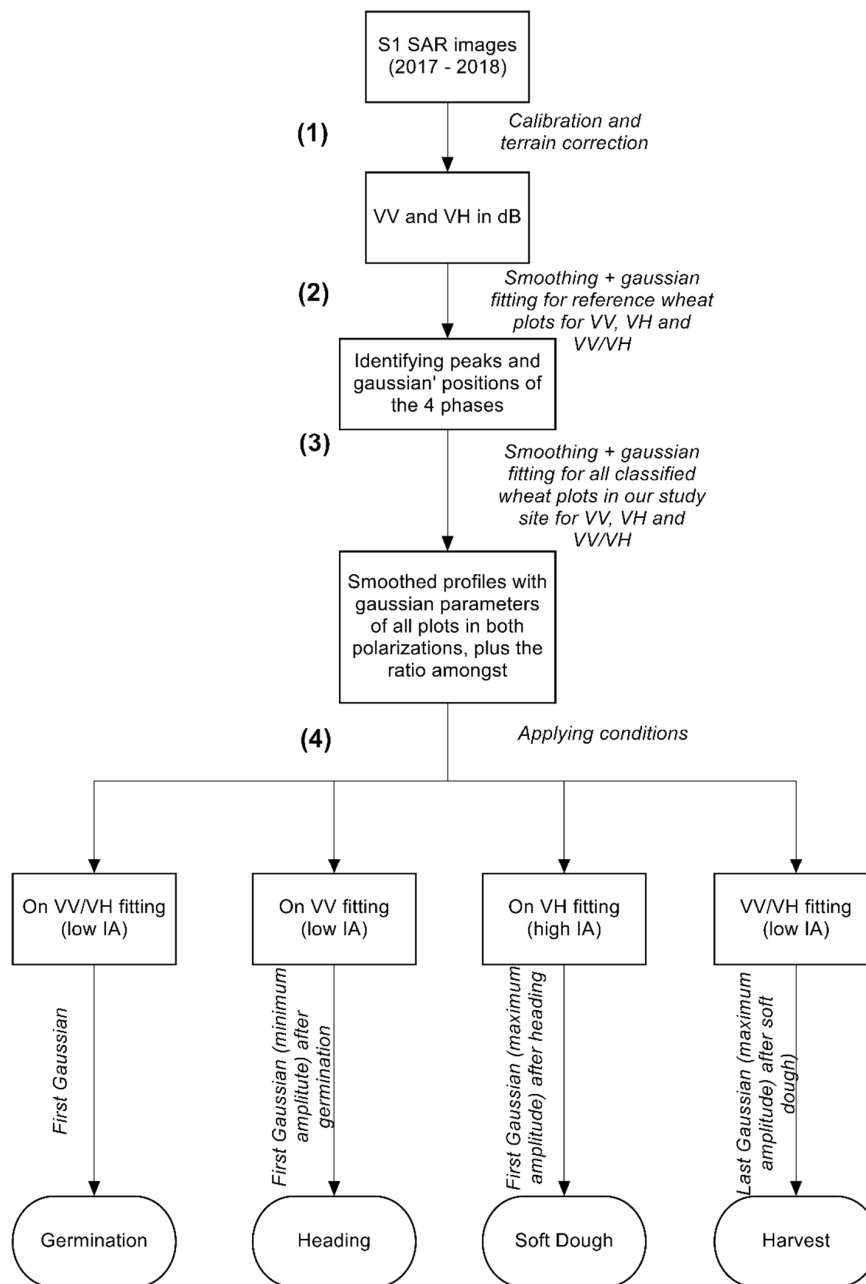 S1 SAR images
(2017 - 2018)
(1)
Calibration and
terrain correction
VV and VH in dB
(2)
Smoothing + gaussian
fitting for reference wheat
plots for VV, VH and
VV/VH
Identifying peaks and
gaussian' positions of
the 4 phases
(3)
Smoothing + gaussian
fitting for all classified
wheat plots in our study
site for VV, VH and
VV/VH
Smoothed profiles with
gaussian parameters
of all plots in both
polarizations, plus the
ratio amongst
(4)
Applying conditions
On VV/VH fitting
(low IA)
On VV fitting
(low IA)
On VH fitting
(high IA)
VV/VH fitting
(low IA)
First Gaussian
First Gaussian (minimum
amplitute) after
germination
First Gaussian (maximum
amplitude) after heading
Last Gaussian (maximum
amplitude) after soft
dough)
Germination
Heading
Soft Dough
Harvest